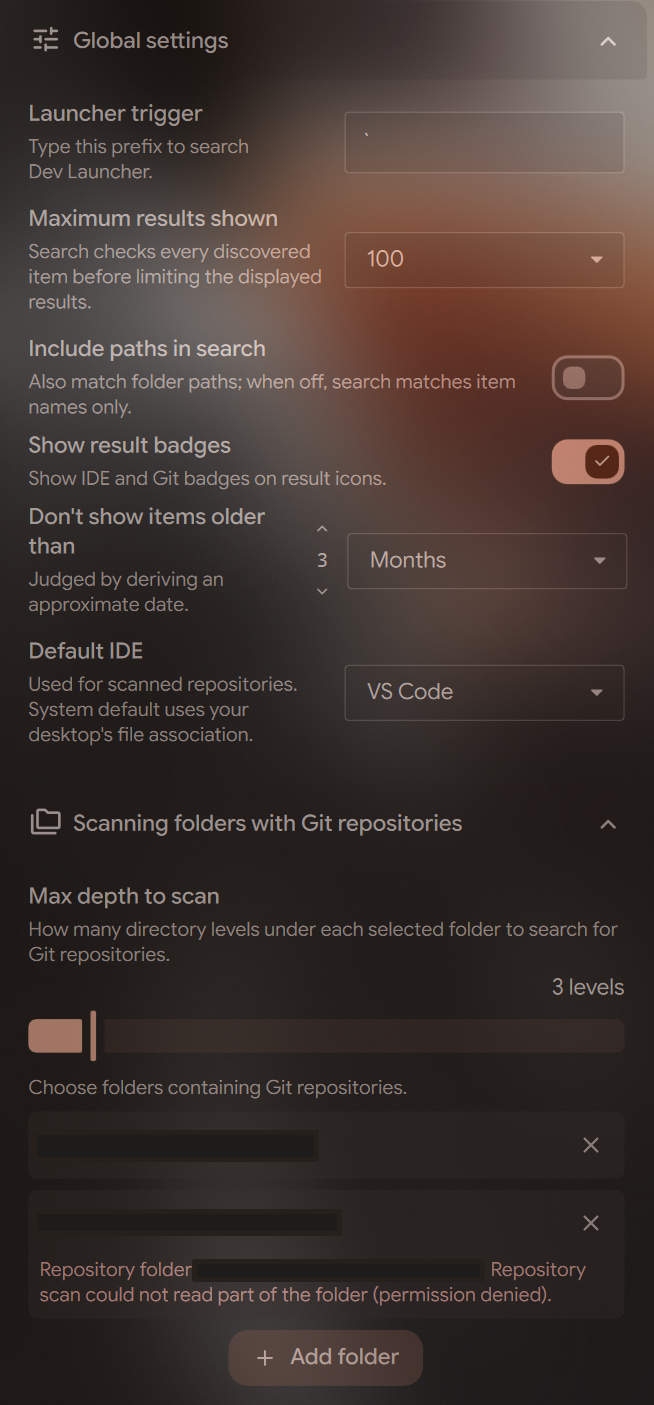 Global settings
Launcher trigger
Type this prefix to search
Dev Launcher.
`
Maximum results shown
Search checks every discovered
item before limiting the displayed
results.
100
Include paths in search
Also match folder paths; when off, search matches item
names only.
Show result badges
Show IDE and Git badges on result icons.
Don't show items older
than
Judged by deriving an
approximate date.
3
Months
Default IDE
Used for scanned repositories.
System default uses your
desktop's file association.
VS Code
Scanning folders with Git repositories
Max depth to scan
How many directory levels under each selected folder to search for
Git repositories.
3 levels
Choose folders containing Git repositories.
Repository folder Repository
scan could not read part of the folder (permission denied).
+ Add folder